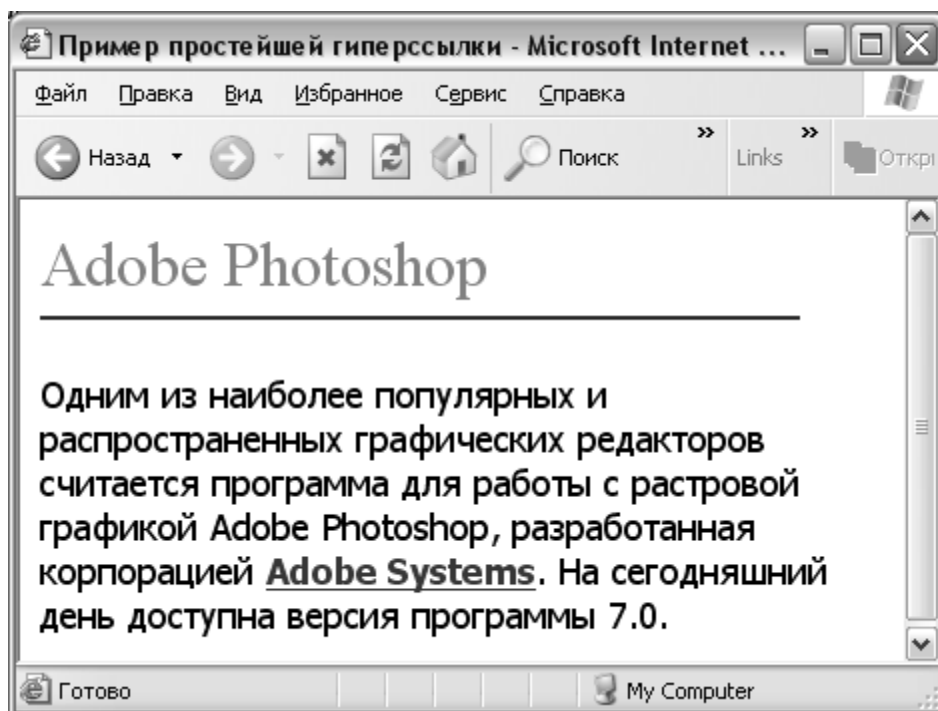 Пример простейшей гиперссылки - Microsoft Internet ...
Файл Правка Вид Избранное Сервис Справка
Назад Поиск » Links » Откры
Adobe Photoshop
Одним из наиболее популярных и
распространенных графических редакторов
считается программа для работы с растровой
графикой Adobe Photoshop, разработанная
корпорацией Adobe Systems. На сегодняшний
день доступна версия программы 7.0.
Готово My Computer